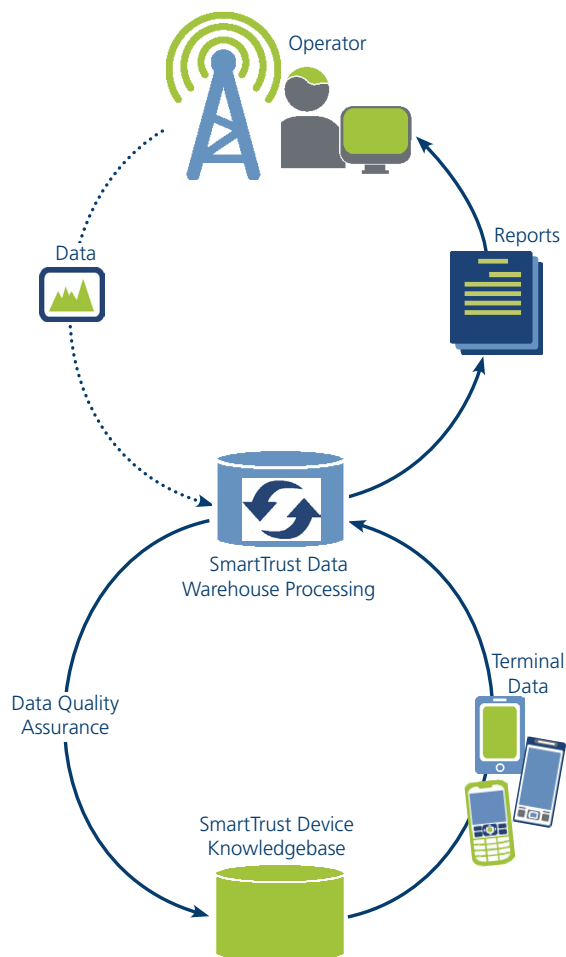 Operator
Data
Reports
SmartTrust Data
Warehouse Processing
Terminal
Data
Data Quality
Assurance
SmartTrust Device
Knowledgebase